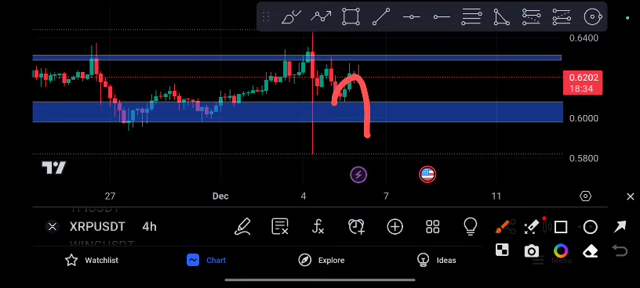 0.6400
0.6202
18:34
0.6000
0.5800
27 Dec 4 7 11
XRPUSDT 4h
Watchlist Chart Explore Ideas